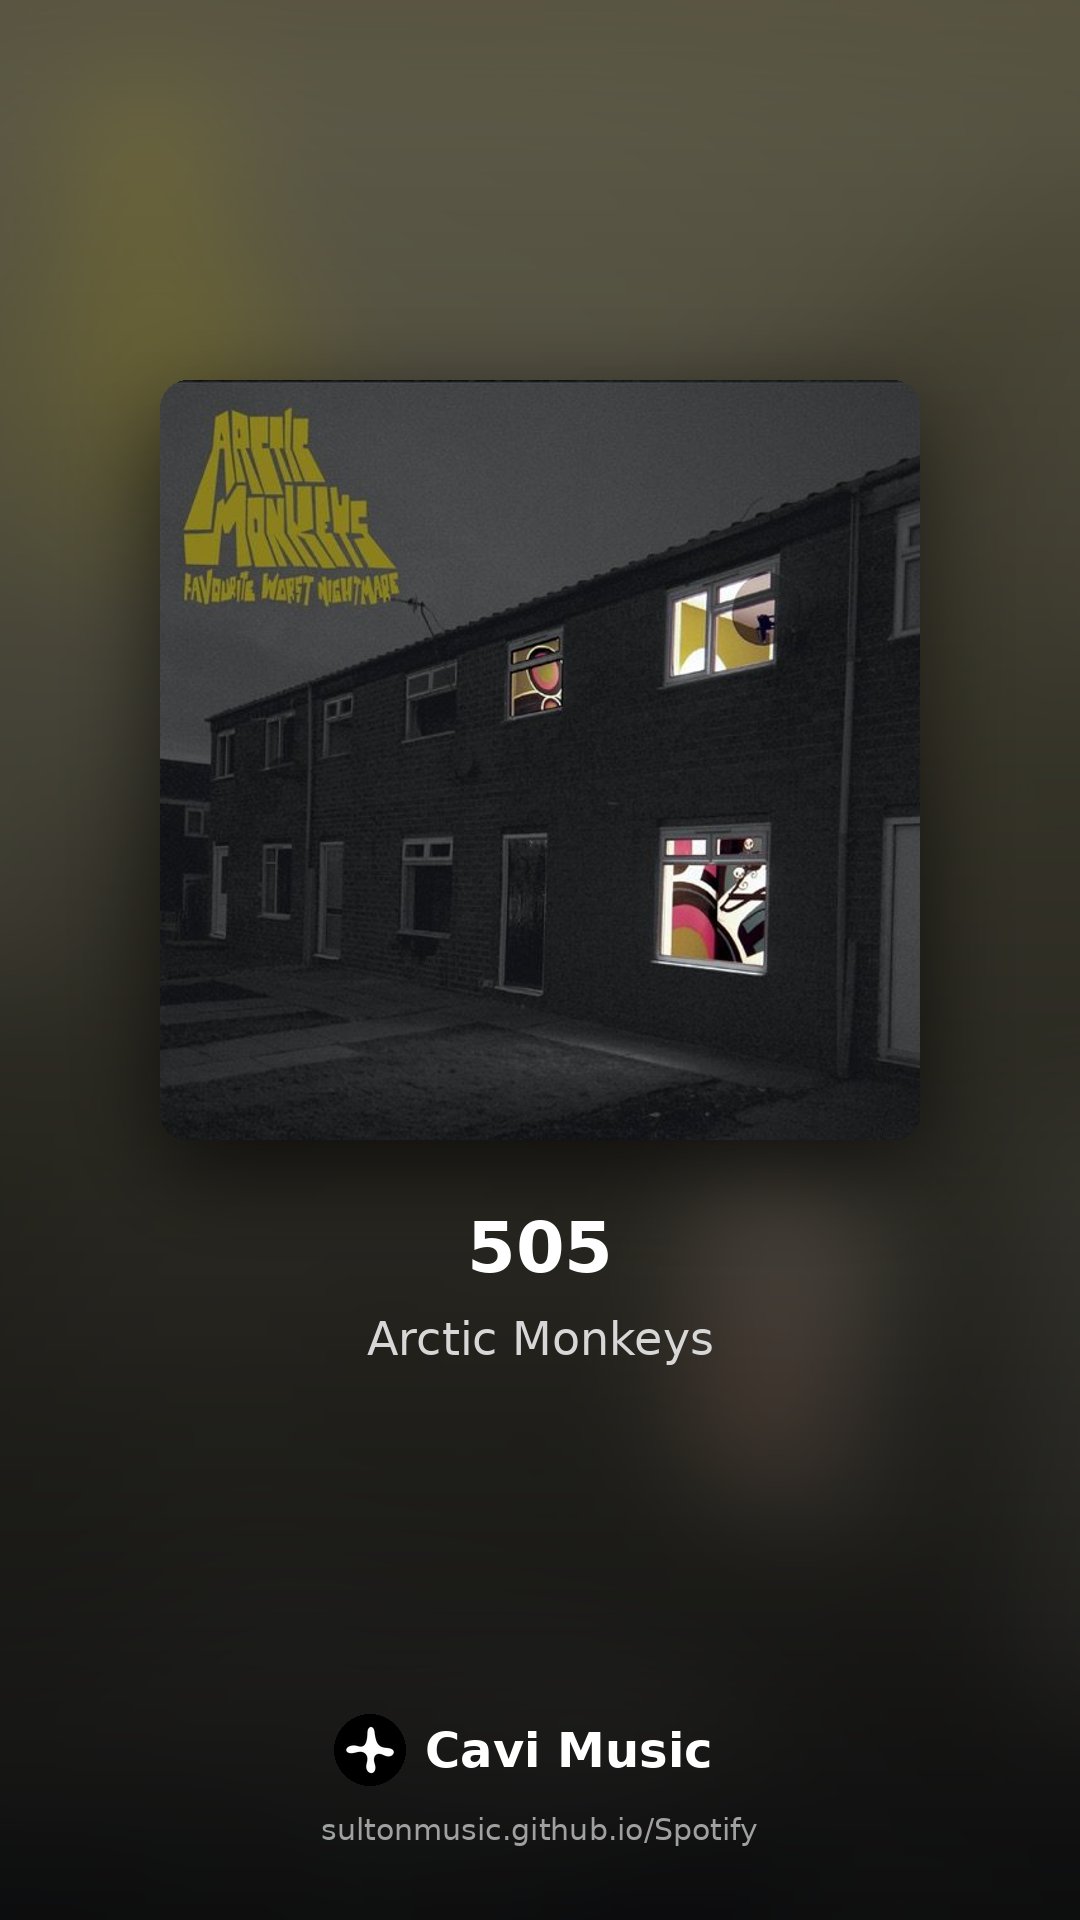 ARCTIC
MONKEYS
FAVOURITE WORST NIGHTMARE
505
Arctic Monkeys
Cavi Music
sultonmusic.github.io/Spotify